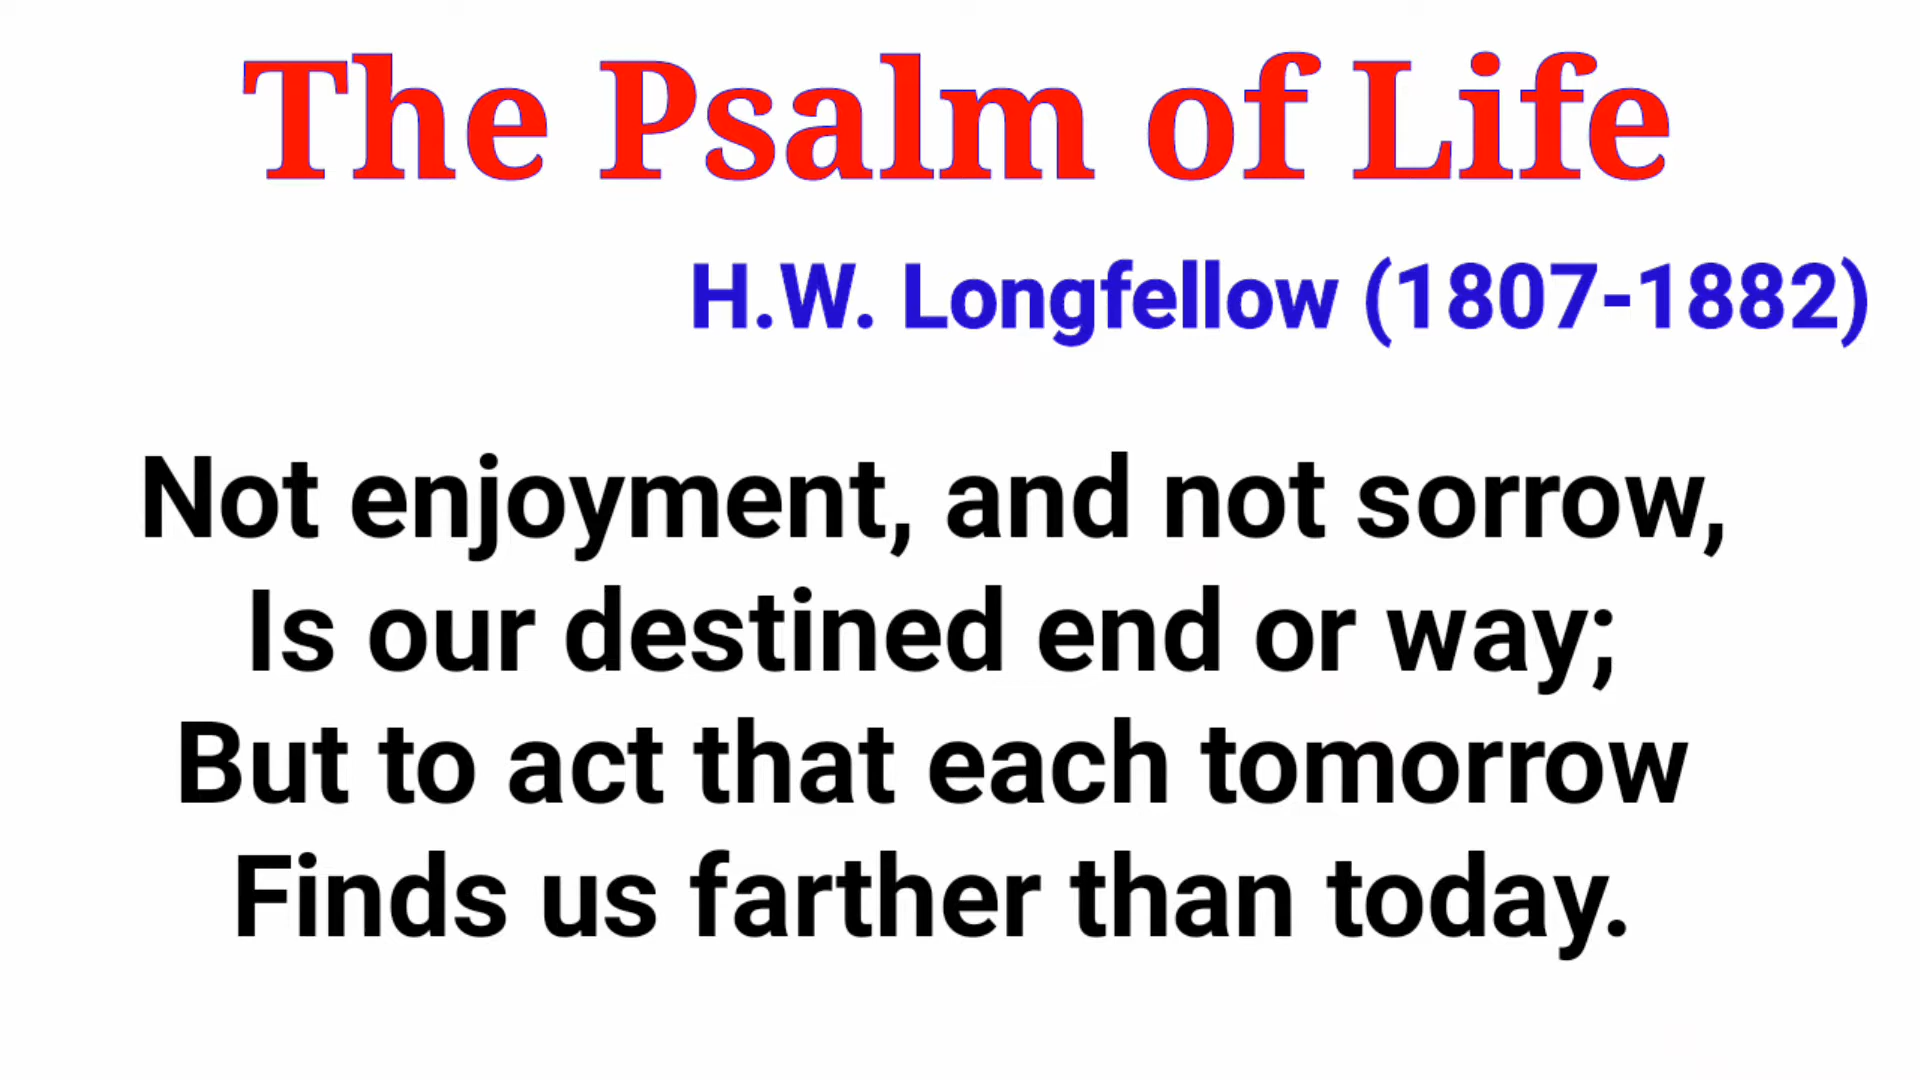 The Psalm of Life
H.W. Longfellow (1807-1882)
Not enjoyment, and not sorrow,
Is our destined end or way;
But to act that each tomorrow
Finds us farther than today.